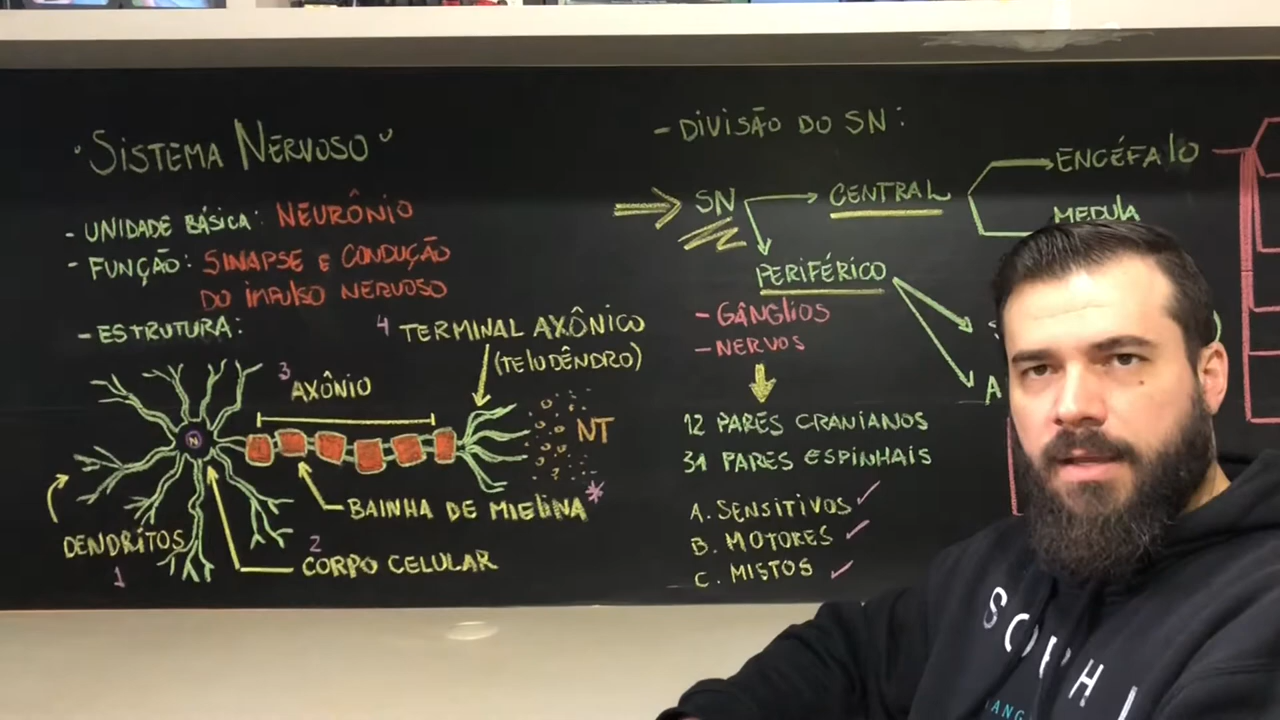 "SISTEMA NERVOSO"
- UNIDADE BÁSICA: NEURÔNIO
- FUNÇÃO: SINAPSE E CONDUÇÃO
DO IMPULSO NERVOSO
- ESTRUTURA:
4 TERMINAL AXÔNICO
(TELODÊNDRO)
3
AXÔNIO
N
NT
BAINHA DE MIELINA*
DENDRITOS
1
2
CORPO CELULAR
- DIVISÃO DO SN:
SN
CENTRAL
ENCÉFALO
MEDULA
PERIFÉRICO
- GÂNGLIOS
- NERVOS
12 PARES CRANIANOS
31 PARES ESPINHAIS
A. SENSITIVOS
B. MOTORES
C. MISTOS
A
SOPHI